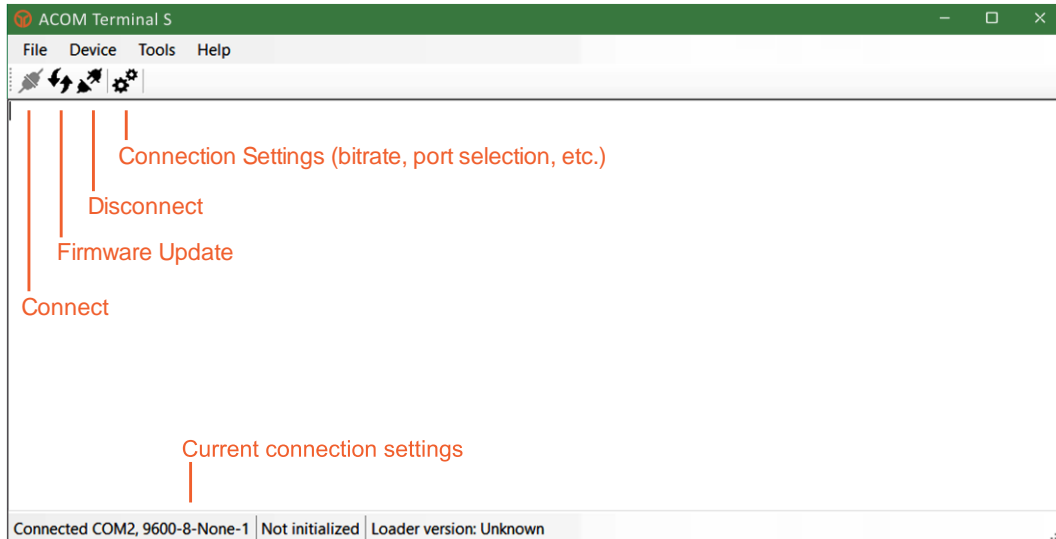 ACOM Terminal S
File Device Tools Help
Connection Settings (bitrate, port selection, etc.)
Disconnect
Firmware Update
Connect
Current connection settings
Connected COM2, 9600-8-None-1 Not initialized Loader version: Unknown